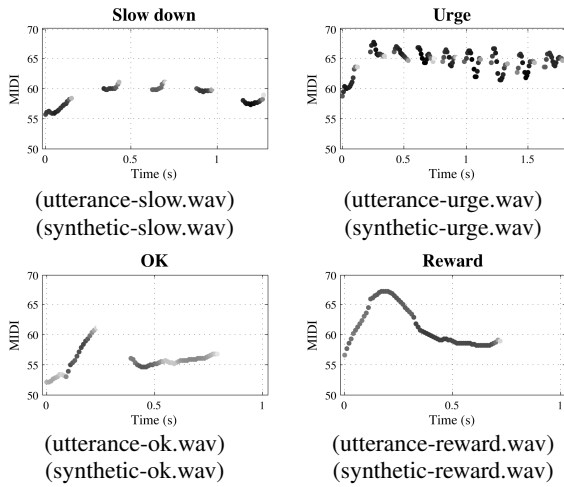 Slow down
70
65
60
55
50
MIDI
0
0.5
1
Time (s)
(utterance-slow.wav)
(synthetic-slow.wav)
Urge
70
65
60
55
50
MIDI
0
0.5
1
1.5
Time (s)
(utterance-urge.wav)
(synthetic-urge.wav)
OK
70
65
60
55
50
MIDI
0
0.5
1
Time (s)
(utterance-ok.wav)
(synthetic-ok.wav)
Reward
70
65
60
55
50
MIDI
0
0.5
1
Time (s)
(utterance-reward.wav)
(synthetic-reward.wav)